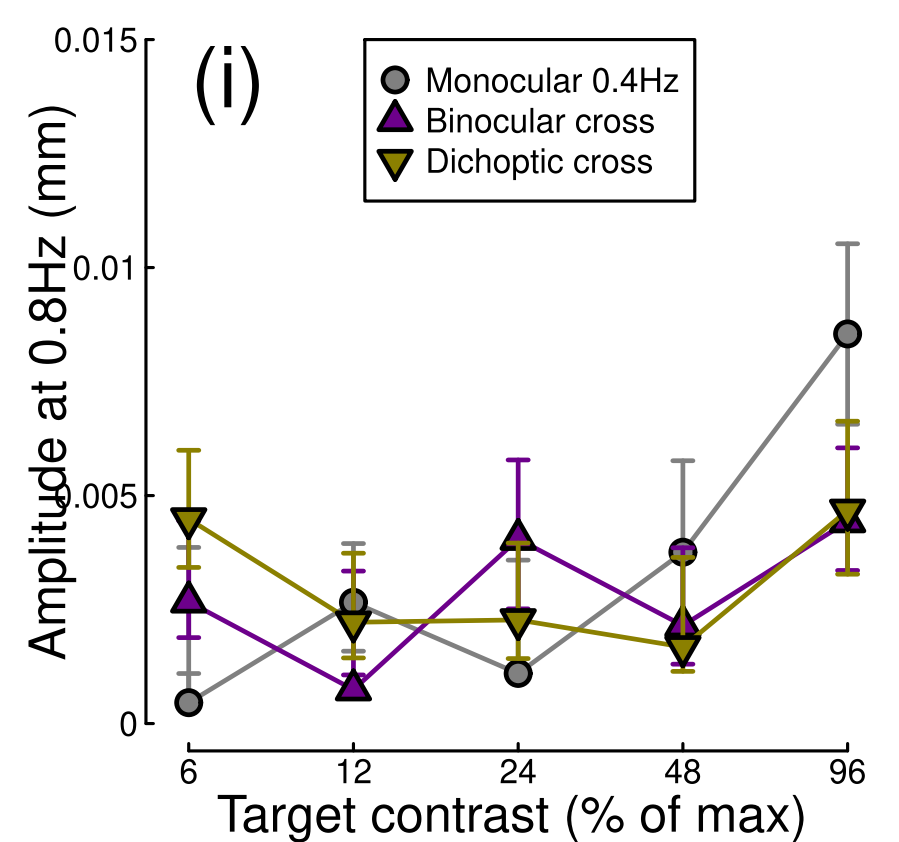 (i)
Monocular 0.4Hz
Binocular cross
Dichoptic cross
Amplitude at 0.8Hz (mm)
0.015
0.01
0.005
0
6 12 24 48 96
Target contrast (% of max)